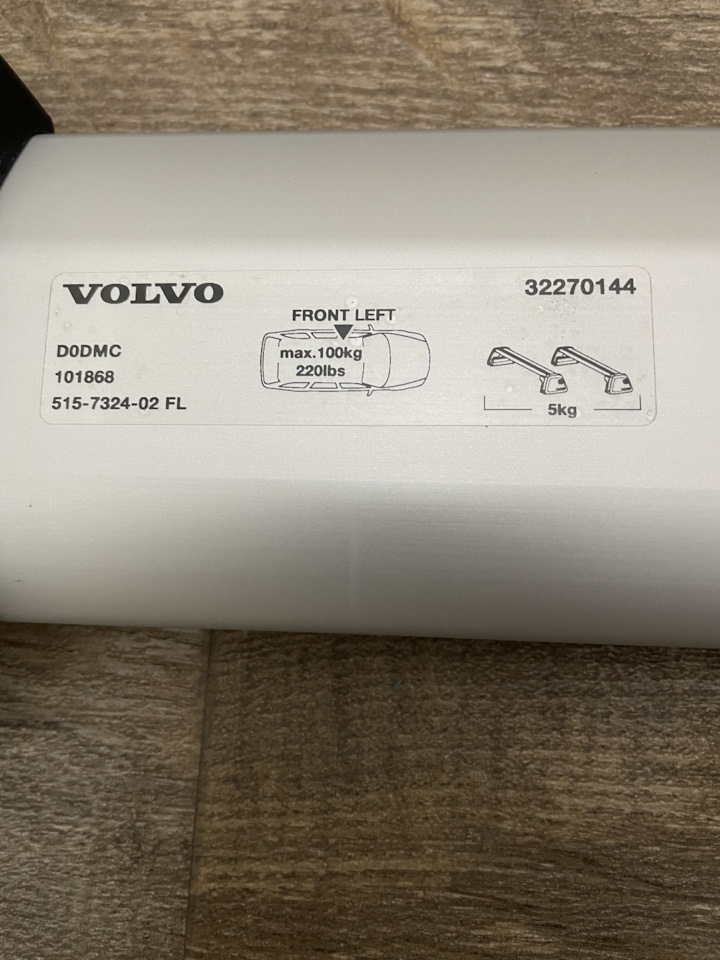 VOLVO
32270144
FRONT LEFT
D0DMC
max.100kg
101868
220lbs
515-7324-02 FL
5kg